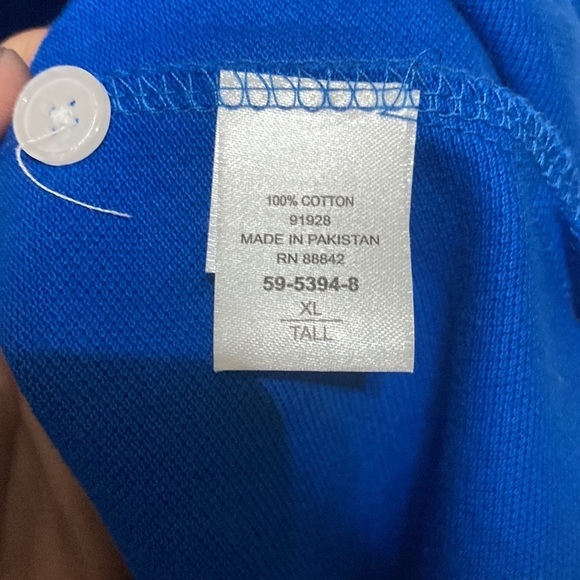 100% COTTON
91928
MADE IN PAKISTAN
RN 88842
59-5394-8
XL
TALL